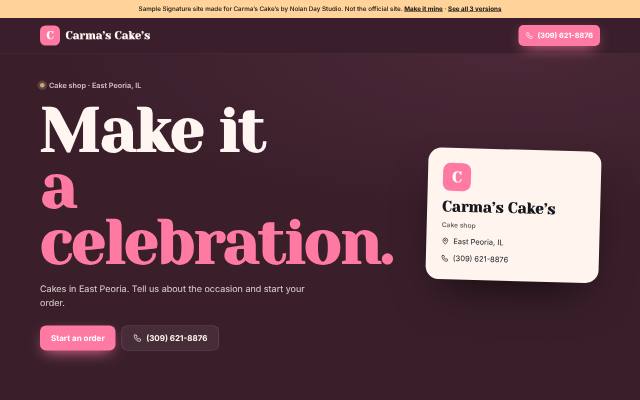 Sample Signature site made for Carma's Cake's by Nolan Day Studio. Not the official site. Make it mine · See all 3 versions
C Carma's Cake's
(309) 621-8876
Cake shop · East Peoria, IL
Make it
a
celebration.
Cakes in East Peoria. Tell us about the occasion and start your
order.
Start an order
(309) 621-8876
C
Carma's Cake's
Cake shop
East Peoria, IL
(309) 621-8876